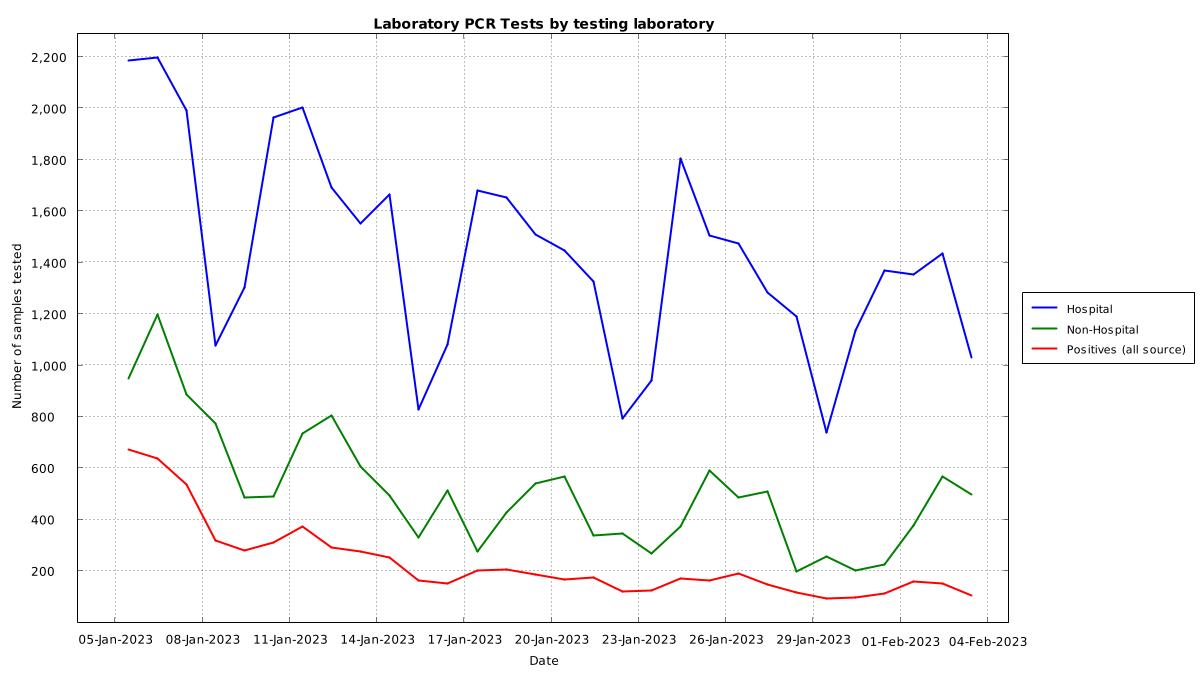 Laboratory PCR Tests by testing laboratory
2,200
2,000
1,800
1,600
1,400
1,200
1,000
800
600
400
200
Number of samples tested
05-Jan-2023 08-Jan-2023 11-Jan-2023 14-Jan-2023 17-Jan-2023 20-Jan-2023 23-Jan-2023 26-Jan-2023 29-Jan-2023 01-Feb-2023 04-Feb-2023
Date
Hospital
Non-Hospital
Positives (all source)